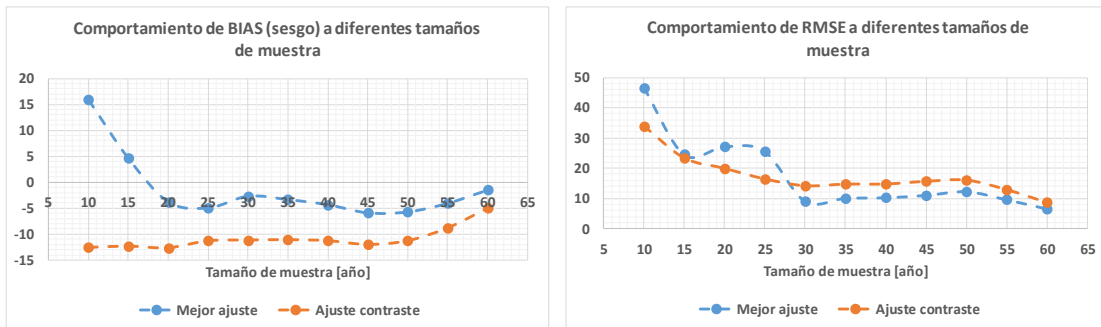 Comportamiento de BIAS (sesgo) a diferentes tamaños
de muestra
20
15
10
5
0
-5
-10
-15
5 10 15 20 25 30 35 40 45 50 55 60 65
Tamaño de muestra [año]
Mejor ajuste Ajuste contraste
Comportamiento de RMSE a diferentes tamaños de
muestra
50
40
30
20
10
0
5 10 15 20 25 30 35 40 45 50 55 60 65
Tamaño de muestra [año]
Mejor ajuste Ajuste contraste